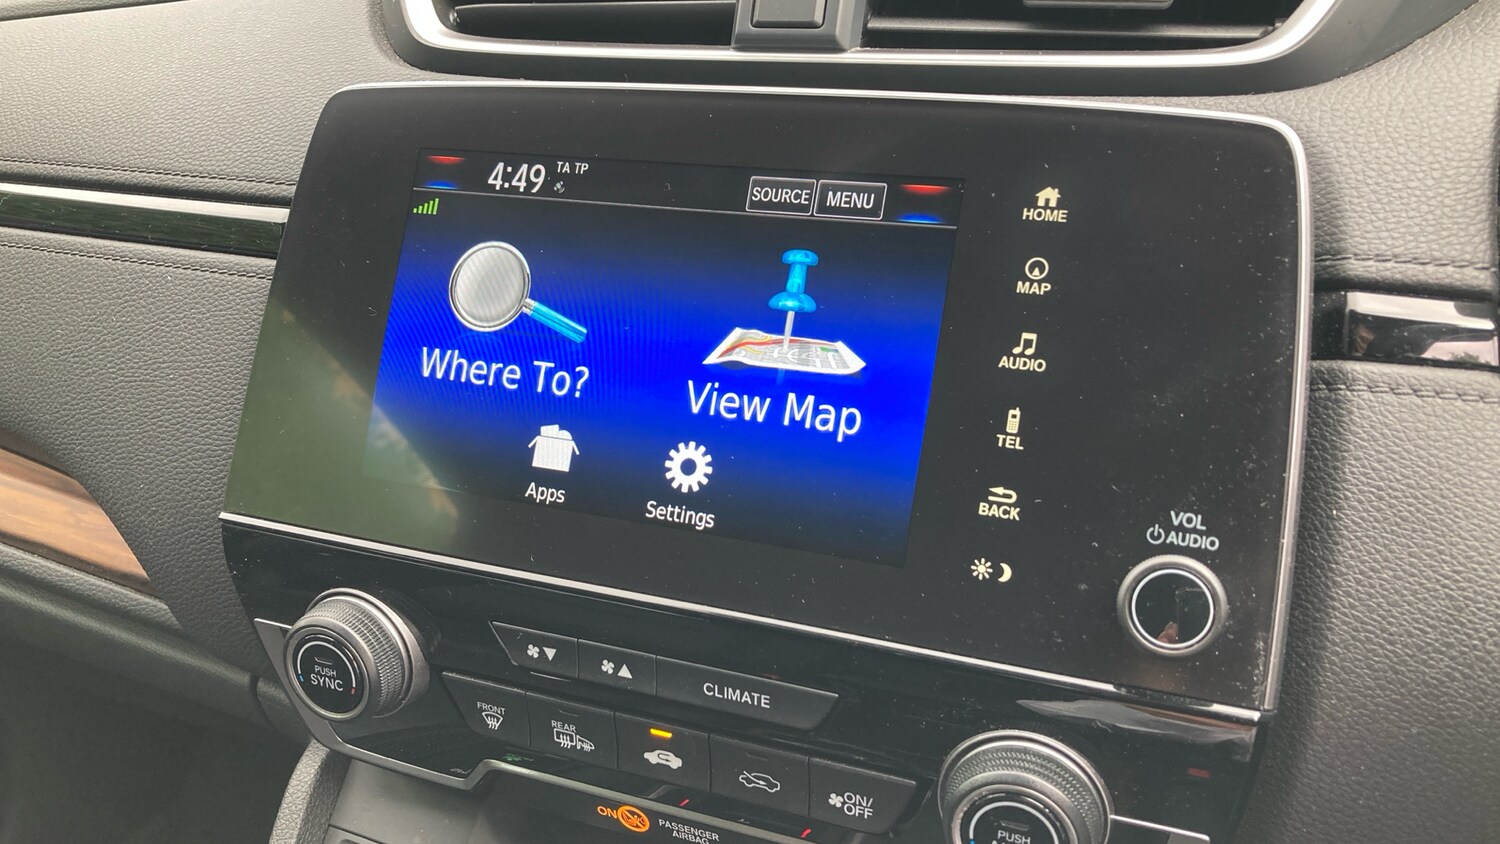 4:49 TA TP
SOURCE MENU
Where To?
View Map
Apps
Settings
HOME
MAP
AUDIO
TEL
BACK
VOL
AUDIO
PUSH
SYNC
CLIMATE
FRONT
REAR
ON/
OFF
ON
PASSENGER
AIRBAG
PUSH